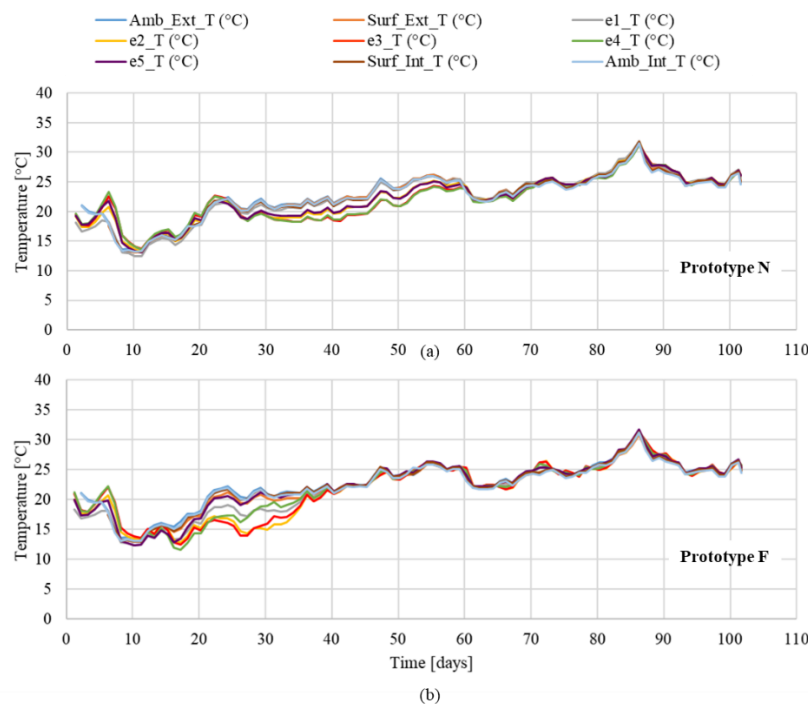 Amb_Ext_T (°C) Surf_Ext_T (°C) e1_T (°C)
e2_T (°C) e3_T (°C) e4_T (°C)
e5_T (°C) Surf_Int_T (°C) Amb_Int_T (°C)
Temperature [°C]
40
35
30
25
20
15
10
5
0
Prototype N
0 10 20 30 40 50 60 70 80 90 100 110
(a)
Temperature [°C]
40
35
30
25
20
15
10
5
0
Prototype F
0 10 20 30 40 50 60 70 80 90 100 110
Time [days]
(b)